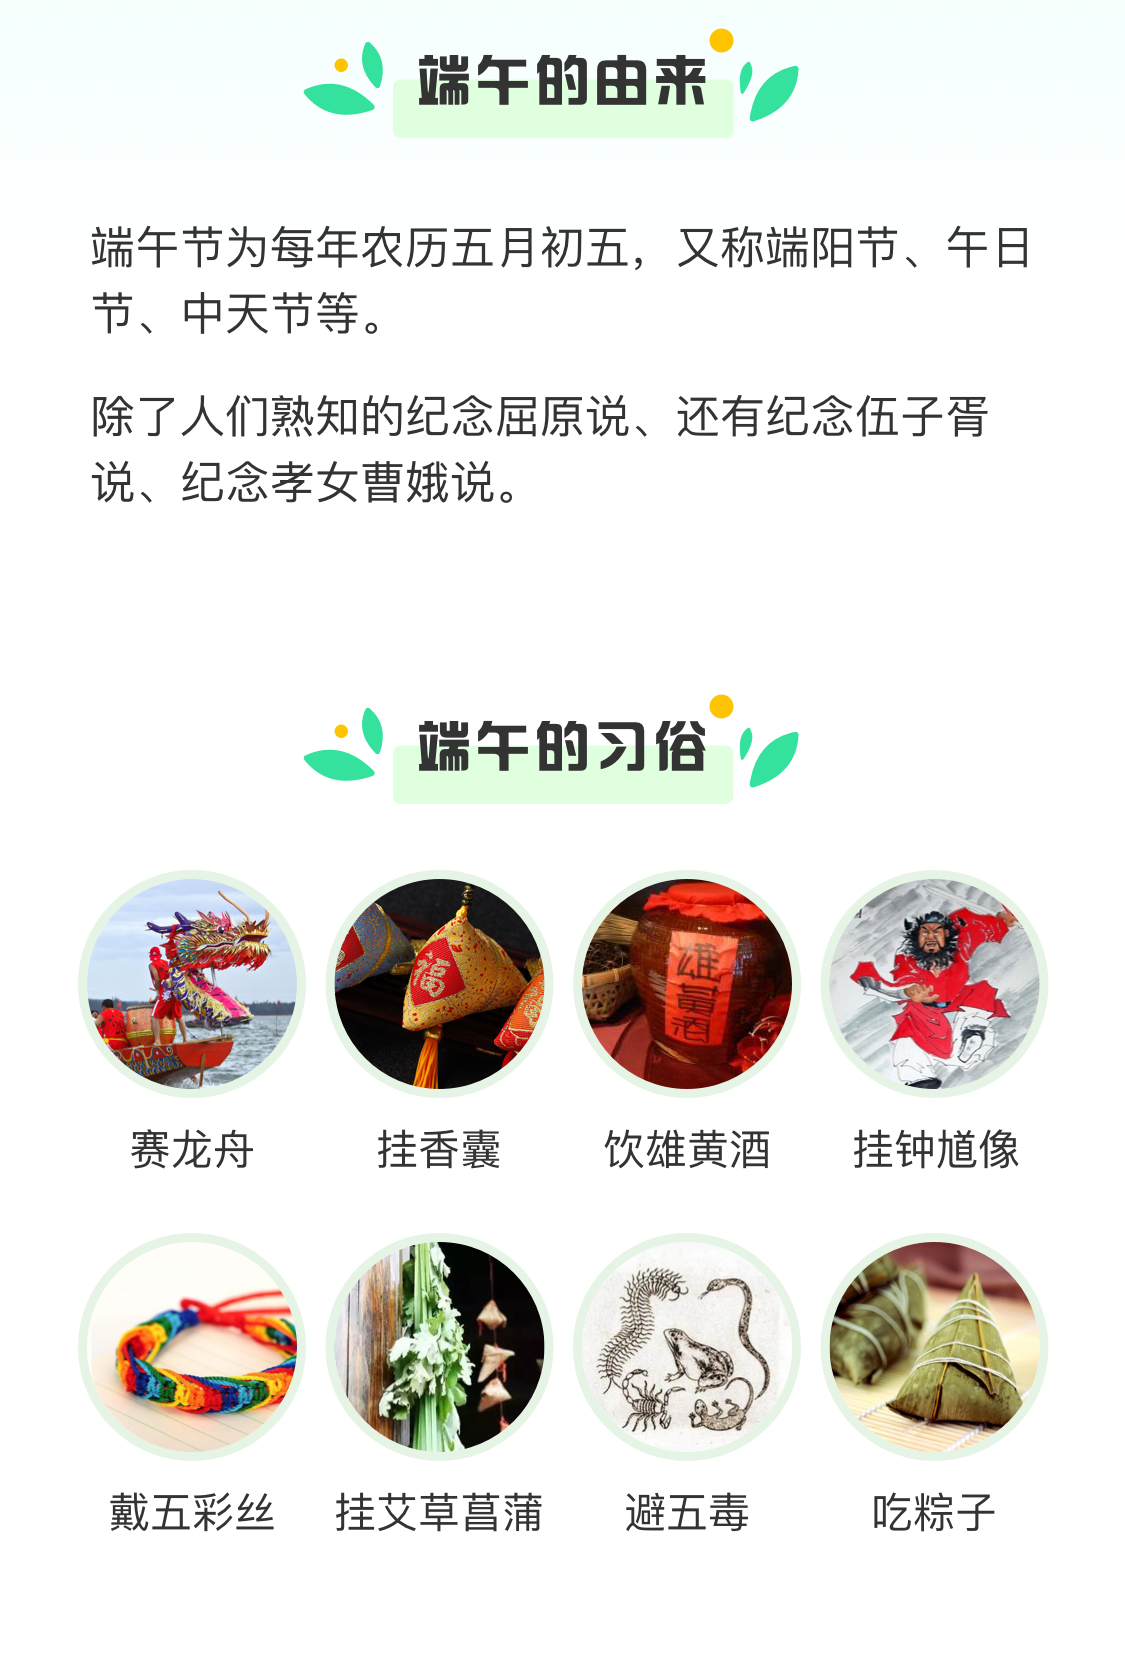 端午的由来
端午节为每年农历五月初五，又称端阳节、午日
节、中天节等。
除了人们熟知的纪念屈原说、还有纪念伍子胥
说、纪念孝女曹娥说。
端午的习俗
福
雄
黄
酒
赛龙舟
挂香囊
饮雄黄酒
挂钟馗像
戴五彩丝
挂艾草菖蒲
避五毒
吃粽子